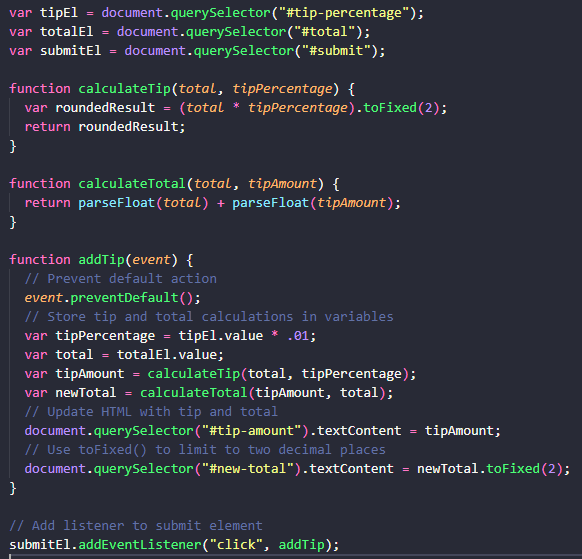 var tipEl = document.querySelector("#tip-percentage");
var totalEl = document.querySelector("#total");
var submitEl = document.querySelector("#submit");

function calculateTip(total, tipPercentage) {
  var roundedResult = (total * tipPercentage).toFixed(2);
  return roundedResult;
}

function calculateTotal(total, tipAmount) {
  return parseFloat(total) + parseFloat(tipAmount);
}

function addTip(event) {
  // Prevent default action
  event.preventDefault();
  // Store tip and total calculations in variables
  var tipPercentage = tipEl.value * .01;
  var total = totalEl.value;
  var tipAmount = calculateTip(total, tipPercentage);
  var newTotal = calculateTotal(tipAmount, total);
  // Update HTML with tip and total
  document.querySelector("#tip-amount").textContent = tipAmount;
  // Use toFixed() to limit to two decimal places
  document.querySelector("#new-total").textContent = newTotal.toFixed(2);
}

// Add listener to submit element
submitEl.addEventListener("click", addTip);